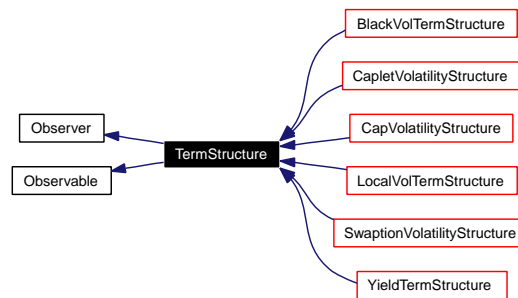 BlackVolTermStructure
CapletVolatilityStructure
Observer
CapVolatilityStructure
TermStructure
Observable
LocalVolTermStructure
SwaptionVolatilityStructure
YieldTermStructure